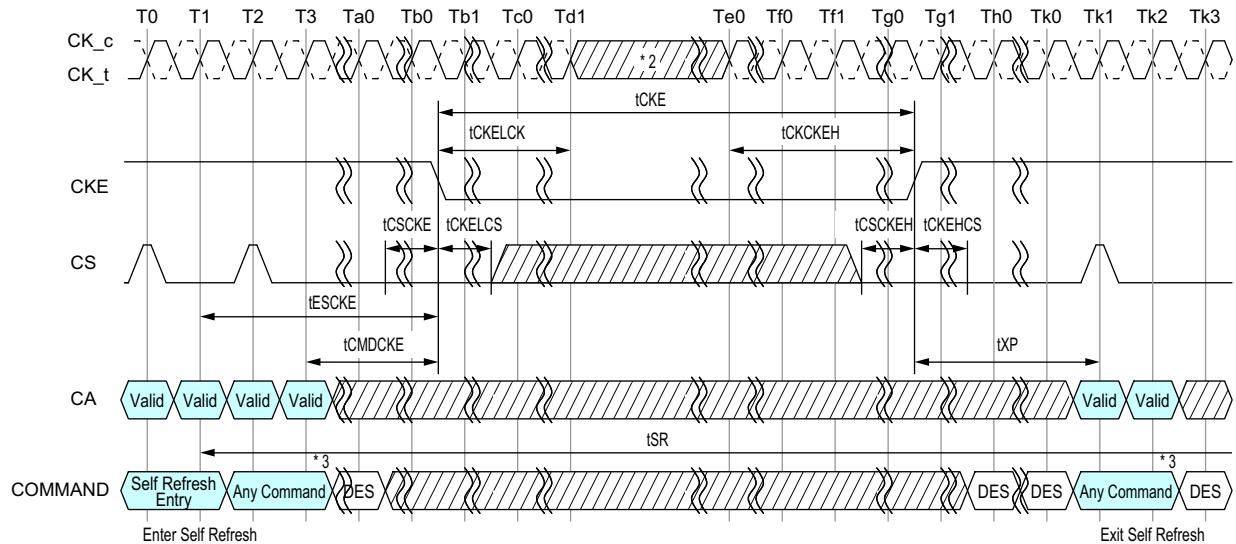 T0 T1 T2 T3 Ta0 Tb0 Tb1 Tc0 Td1 Te0 Tf0 Tf1 Tg0 Tg1 Th0 Tk0 Tk1 Tk2 Tk3
CK_c
CK_t
* 2
tCKE
tCKELCK tCKCKEH
CKE
tCSCKE tCKELCS tCSCKEH tCKEHCS
CS
tESCKE
tCMDCKE tXP
CA Valid Valid Valid Valid Valid Valid
tSR
* 3 * 3
COMMAND Self Refresh Entry Any Command DES DES DES Any Command DES
Enter Self Refresh Exit Self Refresh